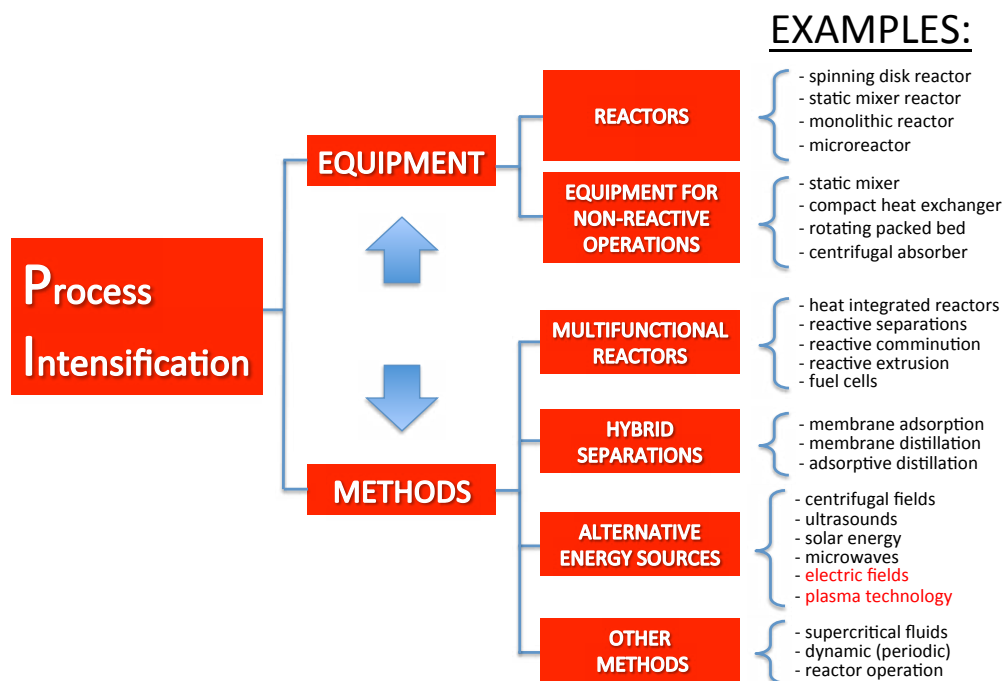 EXAMPLES:
Process
Intensification
EQUIPMENT
REACTORS
- spinning disk reactor
- static mixer reactor
- monolithic reactor
- microreactor
EQUIPMENT FOR
NON-REACTIVE
OPERATIONS
- static mixer
- compact heat exchanger
- rotating packed bed
- centrifugal absorber
METHODS
MULTIFUNCTIONAL
REACTORS
- heat integrated reactors
- reactive separations
- reactive comminution
- reactive extrusion
- fuel cells
HYBRID
SEPARATIONS
- membrane adsorption
- membrane distillation
- adsorptive distillation
ALTERNATIVE
ENERGY SOURCES
- centrifugal fields
- ultrasounds
- solar energy
- microwaves
- electric fields
- plasma technology
OTHER
METHODS
- supercritical fluids
- dynamic (periodic)
- reactor operation